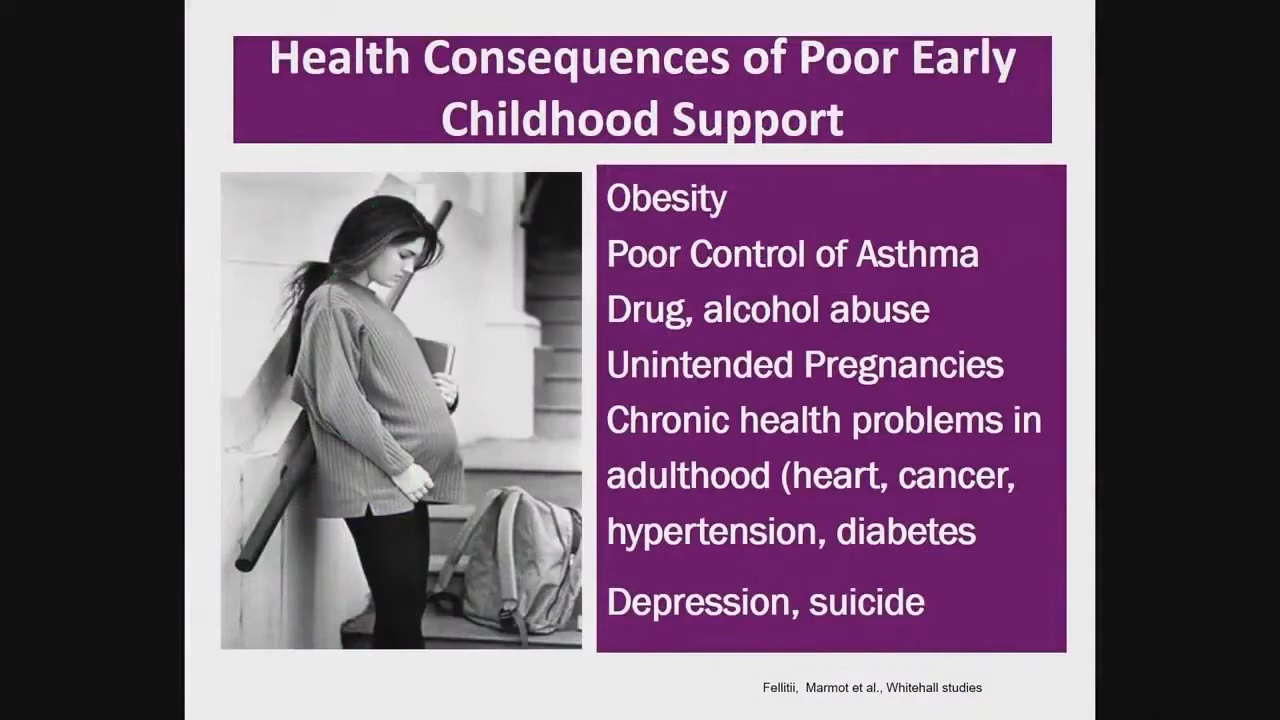 Health Consequences of Poor Early
Childhood Support
Obesity
Poor Control of Asthma
Drug, alcohol abuse
Unintended Pregnancies
Chronic health problems in
adulthood (heart, cancer,
hypertension, diabetes
Depression, suicide
Fellitii, Marmot et al., Whitehall studies